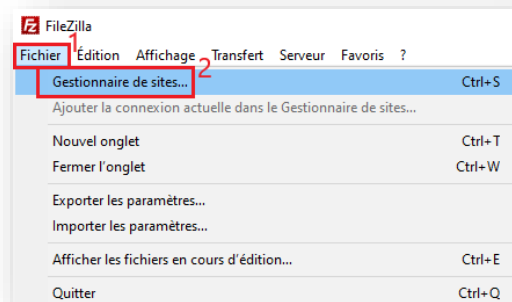 FileZilla
1
Fichier Édition Affichage Transfert Serveur Favoris ?
2
Gestionnaire de sites... Ctrl+S
Ajouter la connexion actuelle dans le Gestionnaire de sites...
Nouvel onglet Ctrl+T
Fermer l'onglet Ctrl+W
Exporter les paramètres...
Importer les paramètres...
Afficher les fichiers en cours d'édition... Ctrl+E
Quitter Ctrl+Q